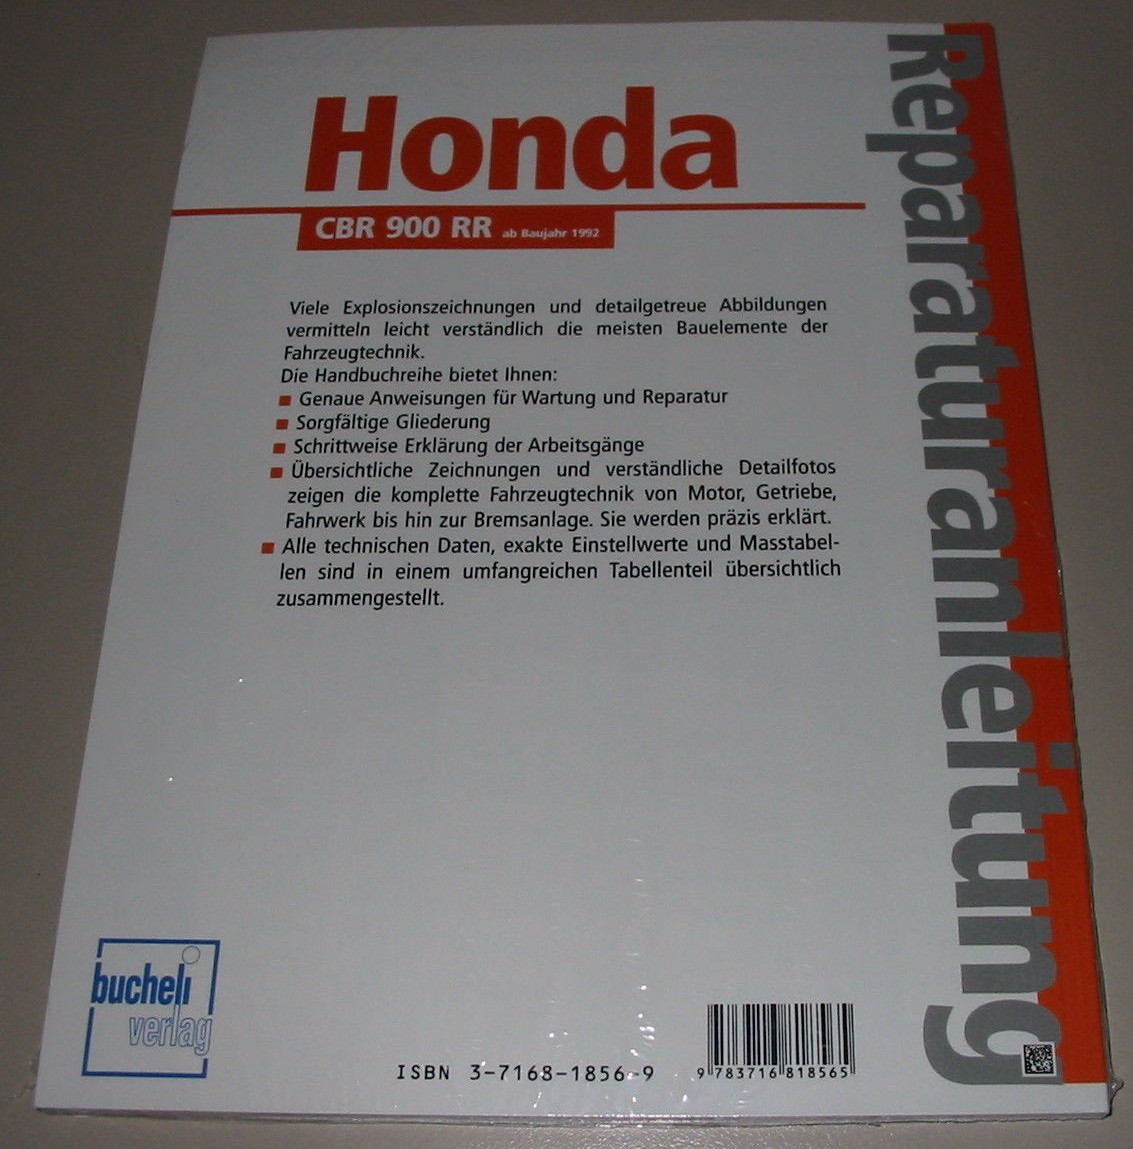 Honda
CBR 900 RR ab Baujahr 1992
Viele Explosionszeichnungen und detailgetreue Abbildungen
vermitteln leicht verständlich die meisten Bauelemente der
Fahrzeugtechnik.
Die Handbuchreihe bietet Ihnen:
Genaue Anweisungen für Wartung und Reparatur
Sorgfältige Gliederung
Schrittweise Erklärung der Arbeitsgänge
Übersichtliche Zeichnungen und verständliche Detailfotos
zeigen die komplette Fahrzeugtechnik von Motor, Getriebe,
Fahrwerk bis hin zur Bremsanlage. Sie werden präzis erklärt.
Alle technischen Daten, exakte Einstellwerte und Masstabel-
len sind in einem umfangreichen Tabellenteil übersichtlich
zusammengestellt.
Reparaturanleitung
bucheli
verlag
ISBN 3-7168-1856-9
9 783716 818565